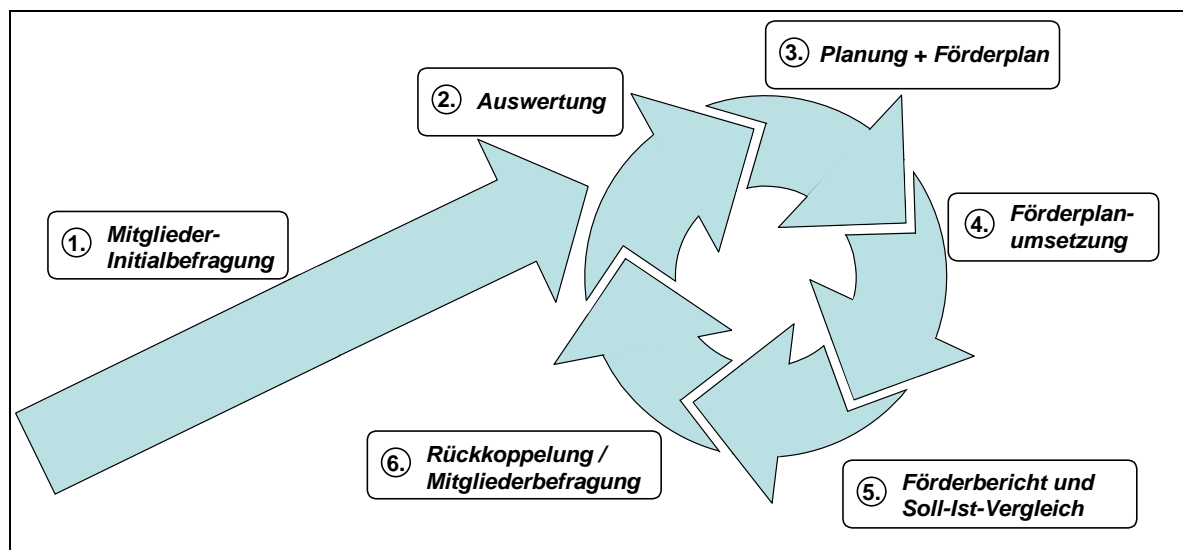 1. Mitglieder-
Initialbefragung
2. Auswertung
3. Planung + Förderplan
4. Förderplan-
umsetzung
5. Förderbericht und
Soll-Ist-Vergleich
6. Rückkoppelung /
Mitgliederbefragung